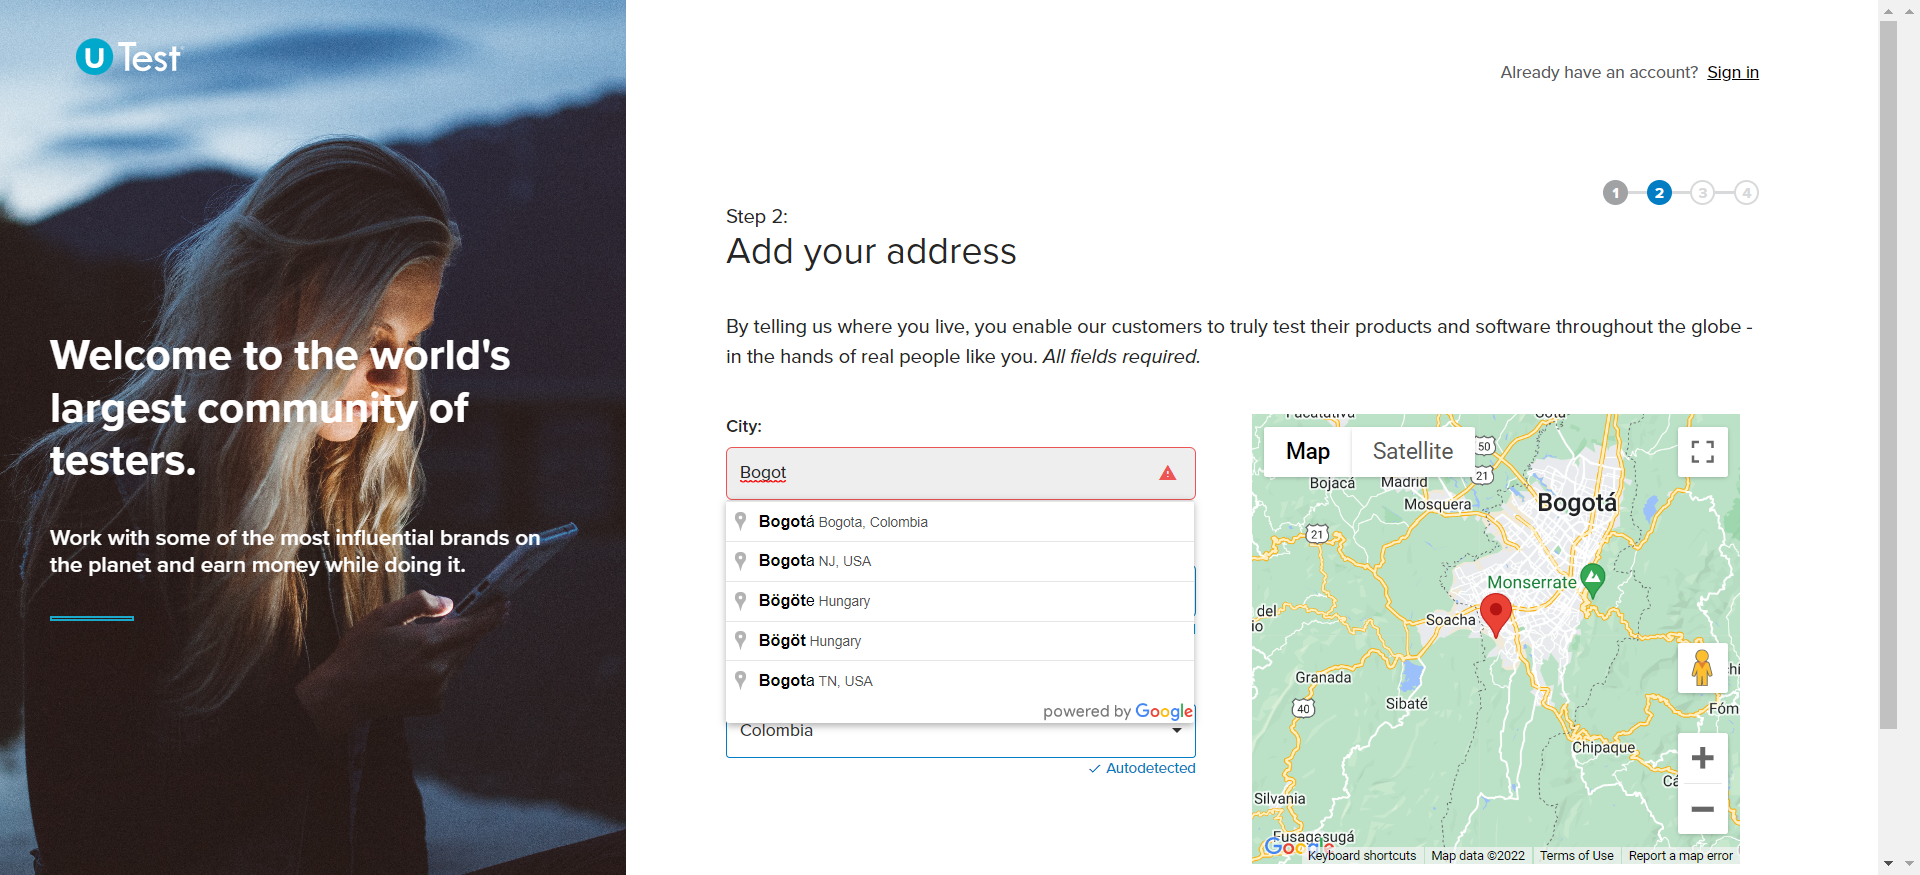 U Test
Welcome to the world's
largest community of
testers.
Work with some of the most influential brands on
the planet and earn money while doing it.
Already have an account? Sign in
1 2 3 4
Step 2:
Add your address
By telling us where you live, you enable our customers to truly test their products and software throughout the globe -
in the hands of real people like you. All fields required.
City:
Bogot
Bogotá Bogota, Colombia
Bogota NJ, USA
Bögöte Hungary
Bögöt Hungary
Bogota TN, USA
powered by Google
Colombia
Autodetected
Map Satellite
50
21
Bojacá
Madrid
Mosquera
Bogotá
21
Monserrate
del
io
Soacha
Granada
Sibaté
40
Fóm
Chipaque
Silvania
Fusagasugá
Google
Keyboard shortcuts Map data ©2022 Terms of Use Report a map error